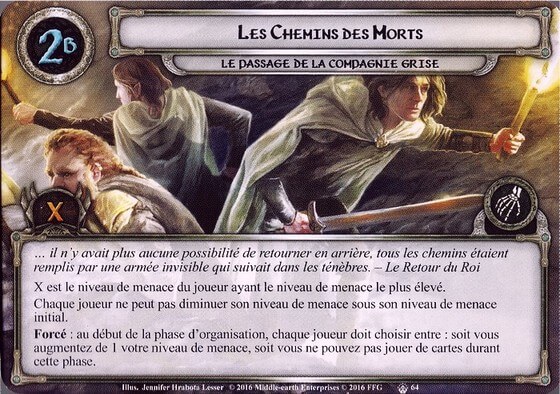 Les Chemins des Morts
2B
Le passage de la Compagnie Grise
X
... il n'y avait plus aucune possibilité de retourner en arrière, tous les chemins étaient
remplis par une armée invisible qui suivait dans les ténèbres. – Le Retour du Roi
X est le niveau de menace du joueur ayant le niveau de menace le plus élevé.
Chaque joueur ne peut pas diminuer son niveau de menace sous son niveau de menace
initial.
Forcé : au début de la phase d'organisation, chaque joueur doit choisir entre : soit vous
augmentez de 1 votre niveau de menace, soit vous ne pouvez pas jouer de cartes durant
cette phase.
Illus. Jennifer Hrabota Lesser © 2016 Middle-earth Enterprises © 2016 FFG 64